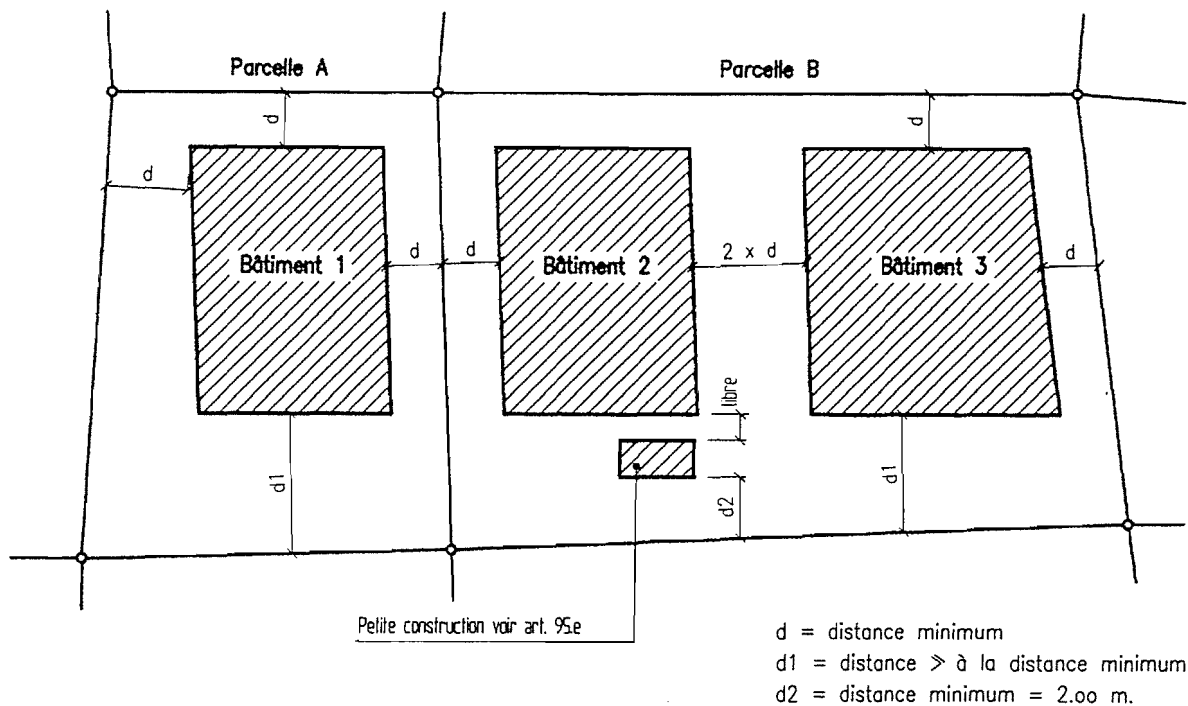 Parcelle A
Parcelle B
d
d
d
Bâtiment 1
d
d
Bâtiment 2
2 x d
Bâtiment 3
d
libre
d1
d2
d1
Petite construction voir art. 95.e
d = distance minimum
d1 = distance > à la distance minimum
d2 = distance minimum = 2.oo m.